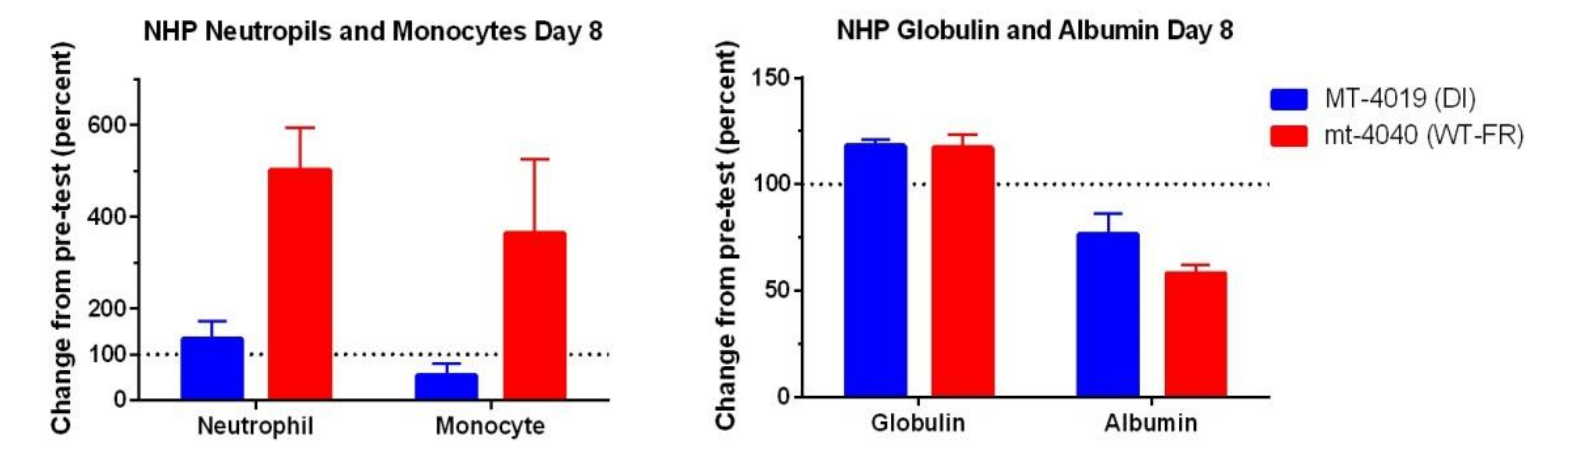 NHP Neutropils and Monocytes Day 8
Change from pre-test (percent)
600
400
200
100
0
Neutrophil
Monocyte
NHP Globulin and Albumin Day 8
Change from pre-test (percent)
150
100
50
0
Globulin
Albumin
MT-4019 (DI)
mt-4040 (WT-FR)